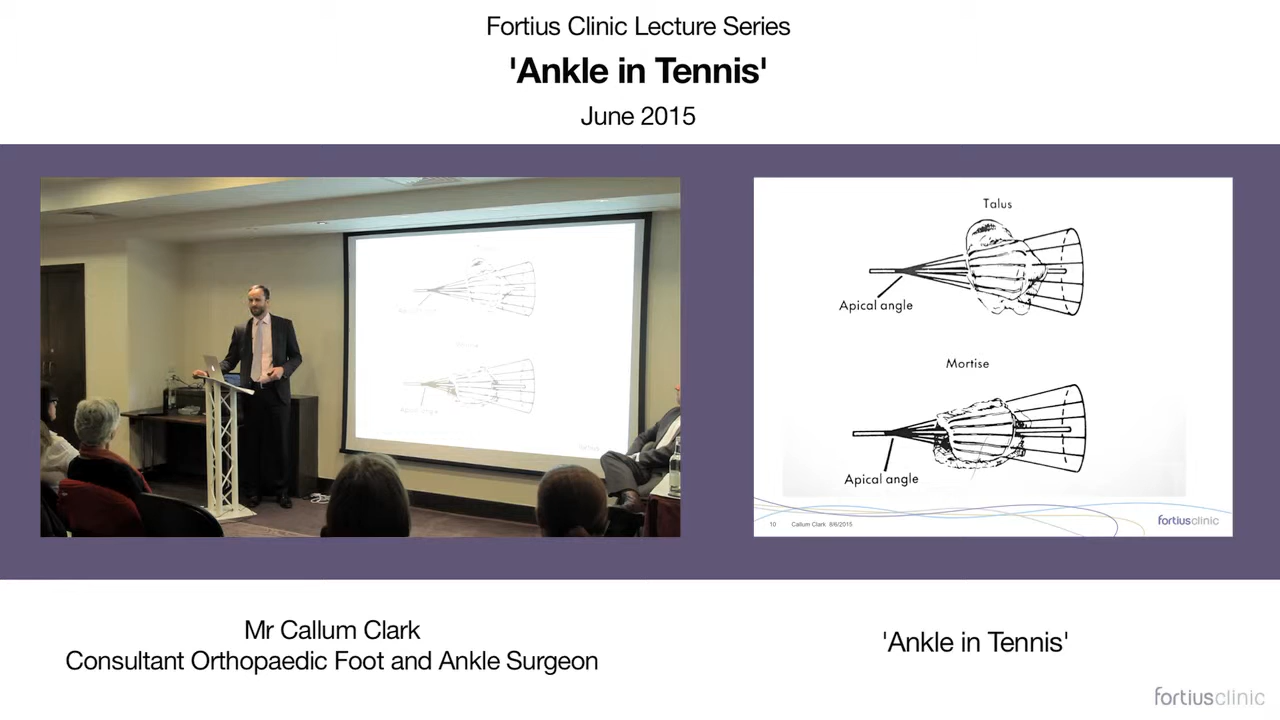 Fortius Clinic Lecture Series
'Ankle in Tennis'
June 2015
Talus
Apical angle
Mortise
Apical angle
10 Callum Clark 8/6/2015
fortiusclinic
Mr Callum Clark
Consultant Orthopaedic Foot and Ankle Surgeon
'Ankle in Tennis'
fortiusclinic